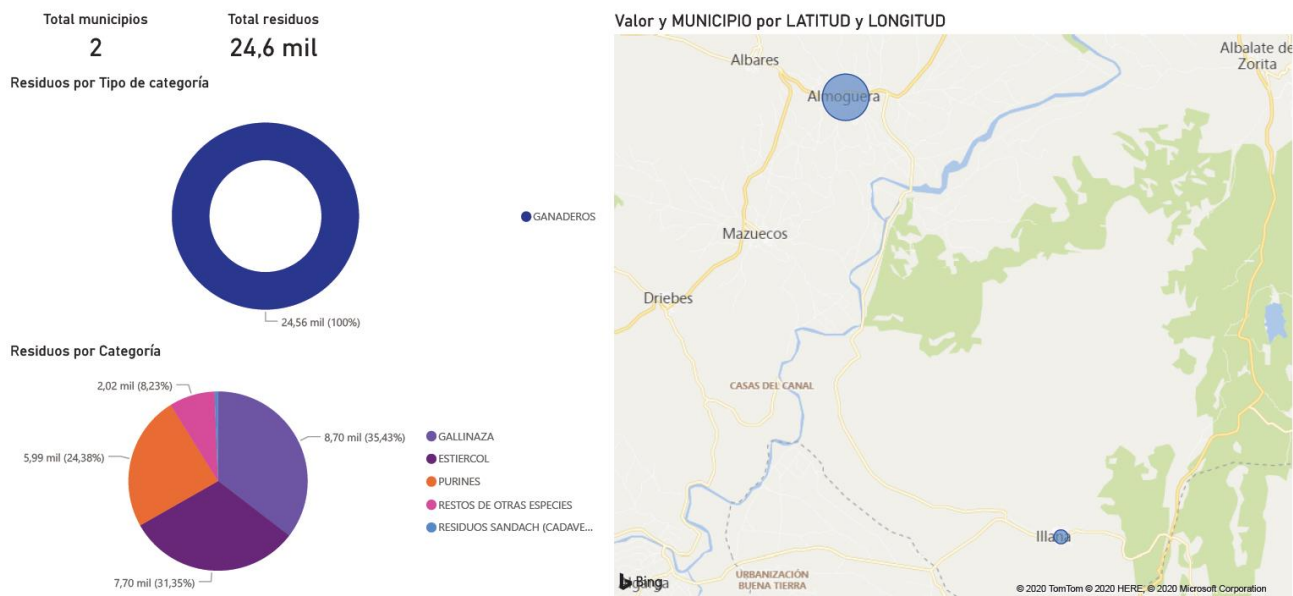 Total municipios
2
Total residuos
24,6 mil
Residuos por Tipo de categoría
GANADEROS
24,56 mil (100%)
Residuos por Categoría
2,02 mil (8,23%)
8,70 mil (35,43%)
5,99 mil (24,38%)
7,70 mil (31,35%)
GALLINAZA
ESTIERCOL
PURINES
RESTOS DE OTRAS ESPECIES
RESIDUOS SANDACH (CADAVE...
Valor y MUNICIPIO por LATITUD y LONGITUD
Albares
Albalate de
Zorita
Almoguera
Mazuecos
Driebes
CASAS DEL CANAL
Illana
URBANIZACIÓN
BUENA TIERRA
Bing
© 2020 TomTom © 2020 HERE, © 2020 Microsoft Corporation